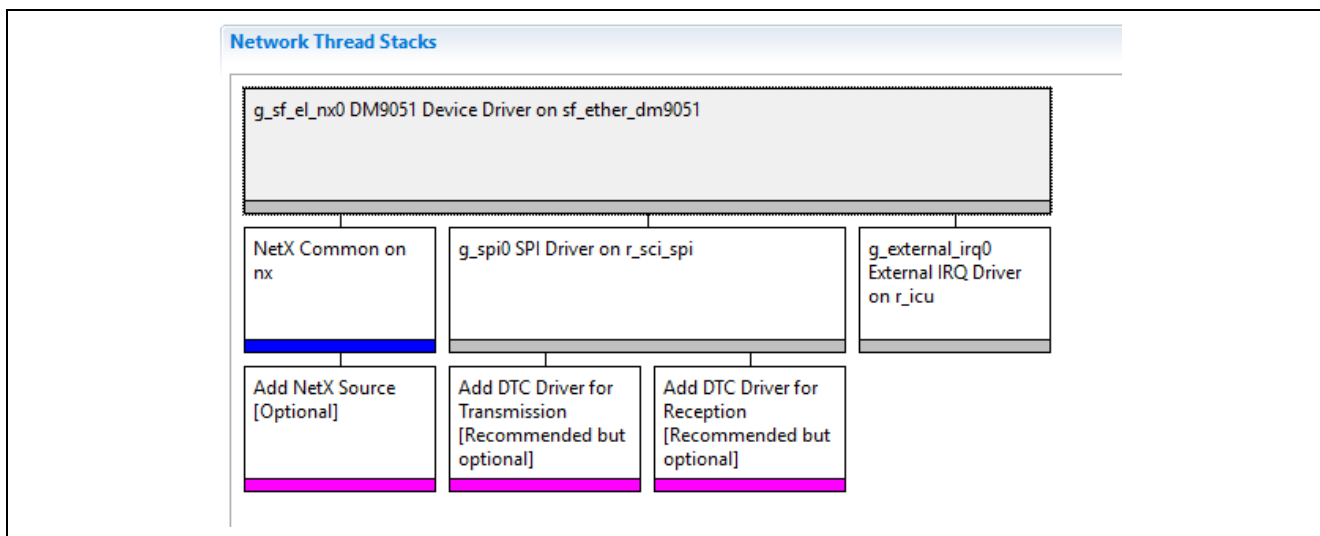 Network Thread Stacks
g_sf_el_nx0 DM9051 Device Driver on sf_ether_dm9051
NetX Common on
nx
g_spi0 SPI Driver on r_sci_spi
g_external_irq0
External IRQ Driver
on r_icu
Add NetX Source
[Optional]
Add DTC Driver for
Transmission
[Recommended but
optional]
Add DTC Driver for
Reception
[Recommended but
optional]